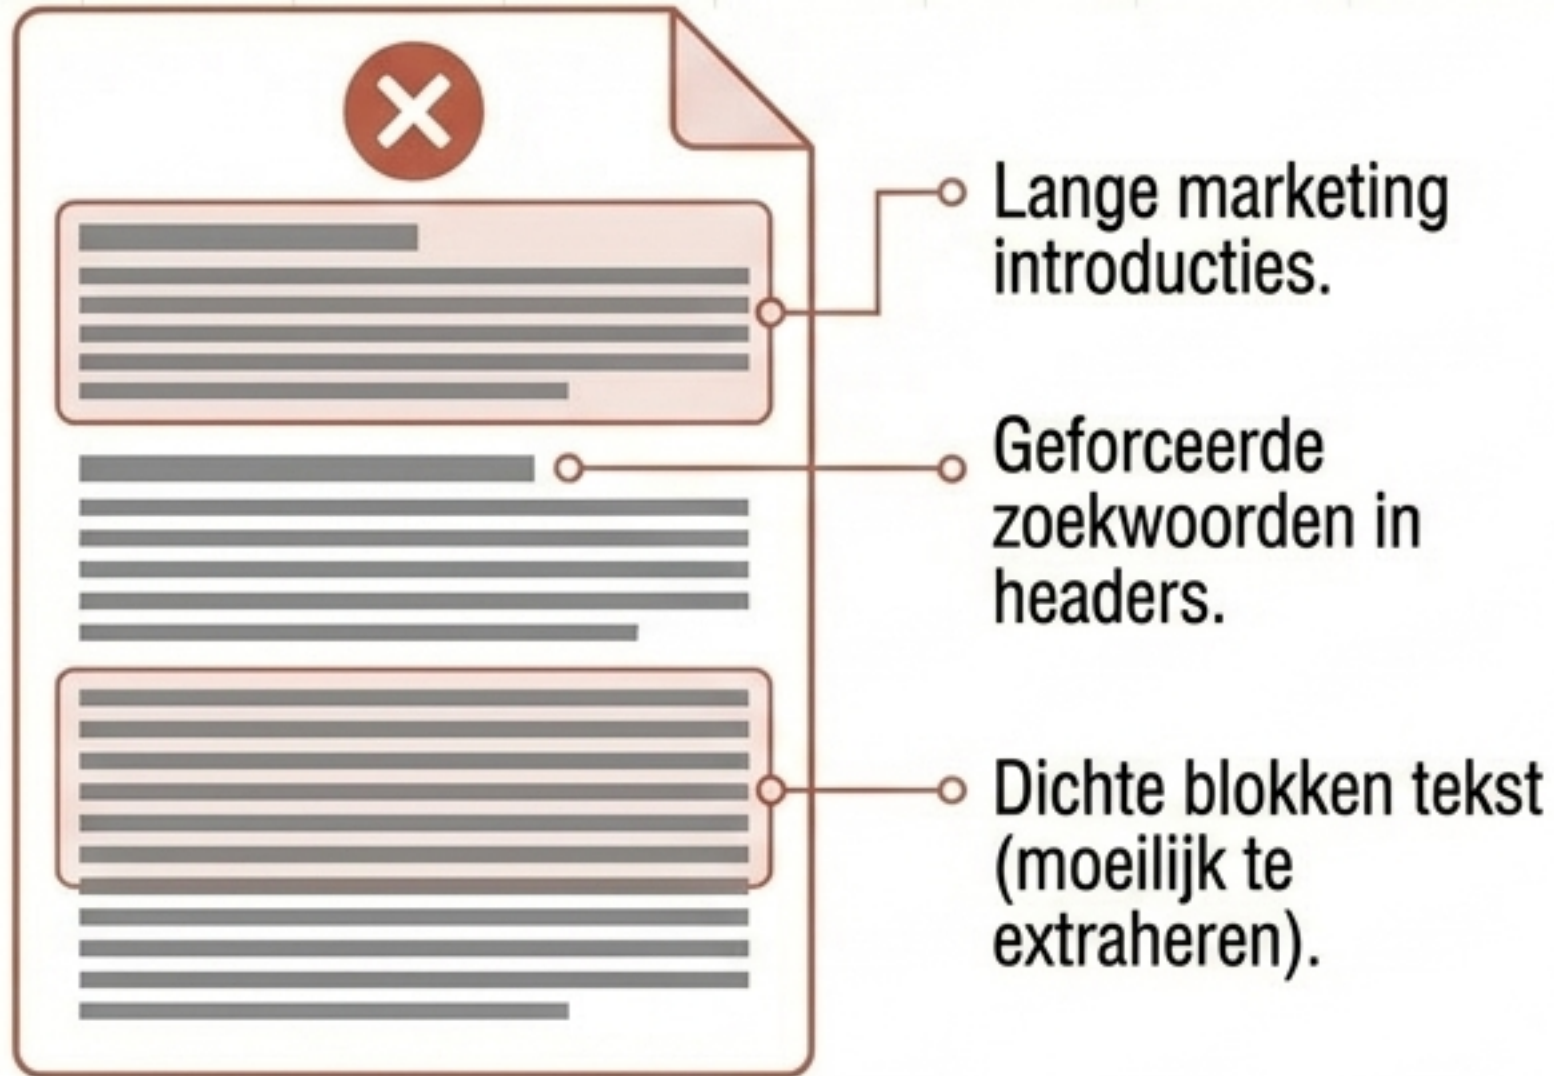 Lange marketing
introducties.
Geforceerde
zoekwoorden in
headers.
Dichte blokken tekst
(moeilijk te
extraheren).